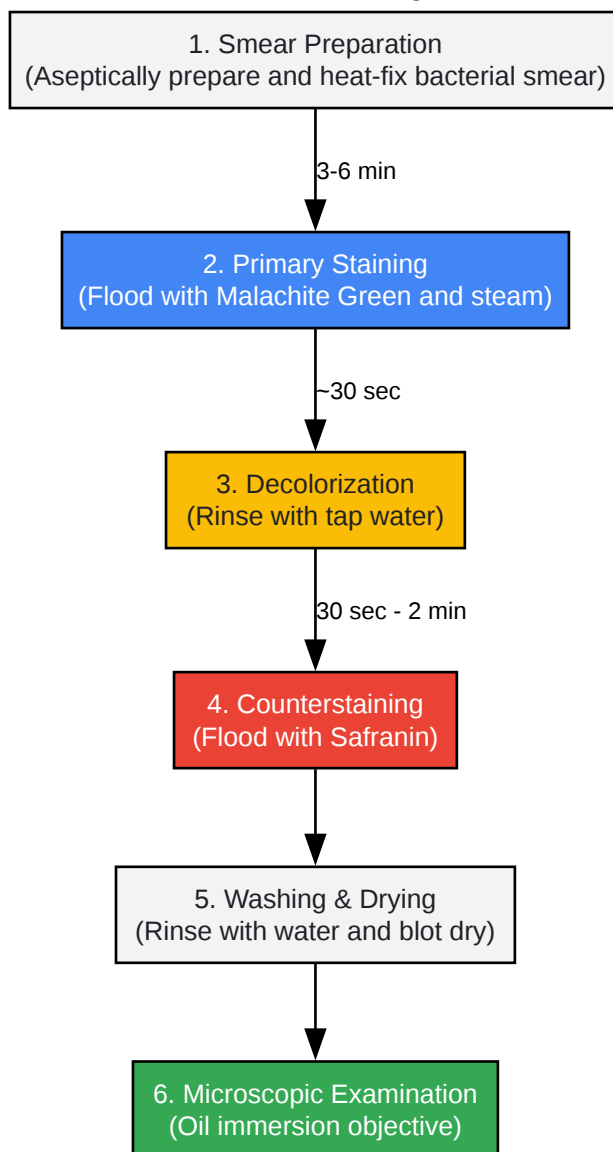 1. Smear Preparation
(Aseptically prepare and heat-fix bacterial smear)
3-6 min
2. Primary Staining
(Flood with Malachite Green and steam)
~30 sec
3. Decolorization
(Rinse with tap water)
30 sec - 2 min
4. Counterstaining
(Flood with Safranin)
5. Washing & Drying
(Rinse with water and blot dry)
6. Microscopic Examination
(Oil immersion objective)